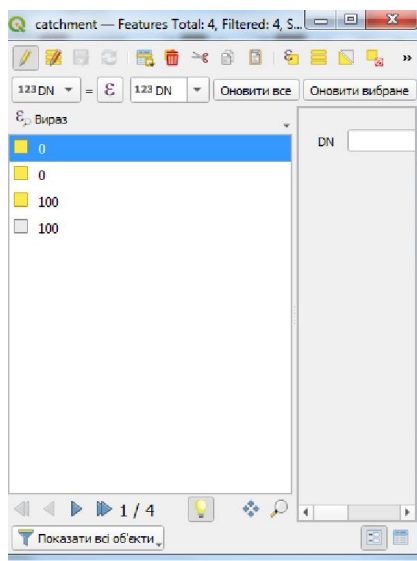 catchment — Features Total: 4, Filtered: 4, S...
123 DN = ε 123 DN Оновити все Оновити вибране
ε Вираз
DN
0
0
100
100
1 / 4
Показати всі об'єкти